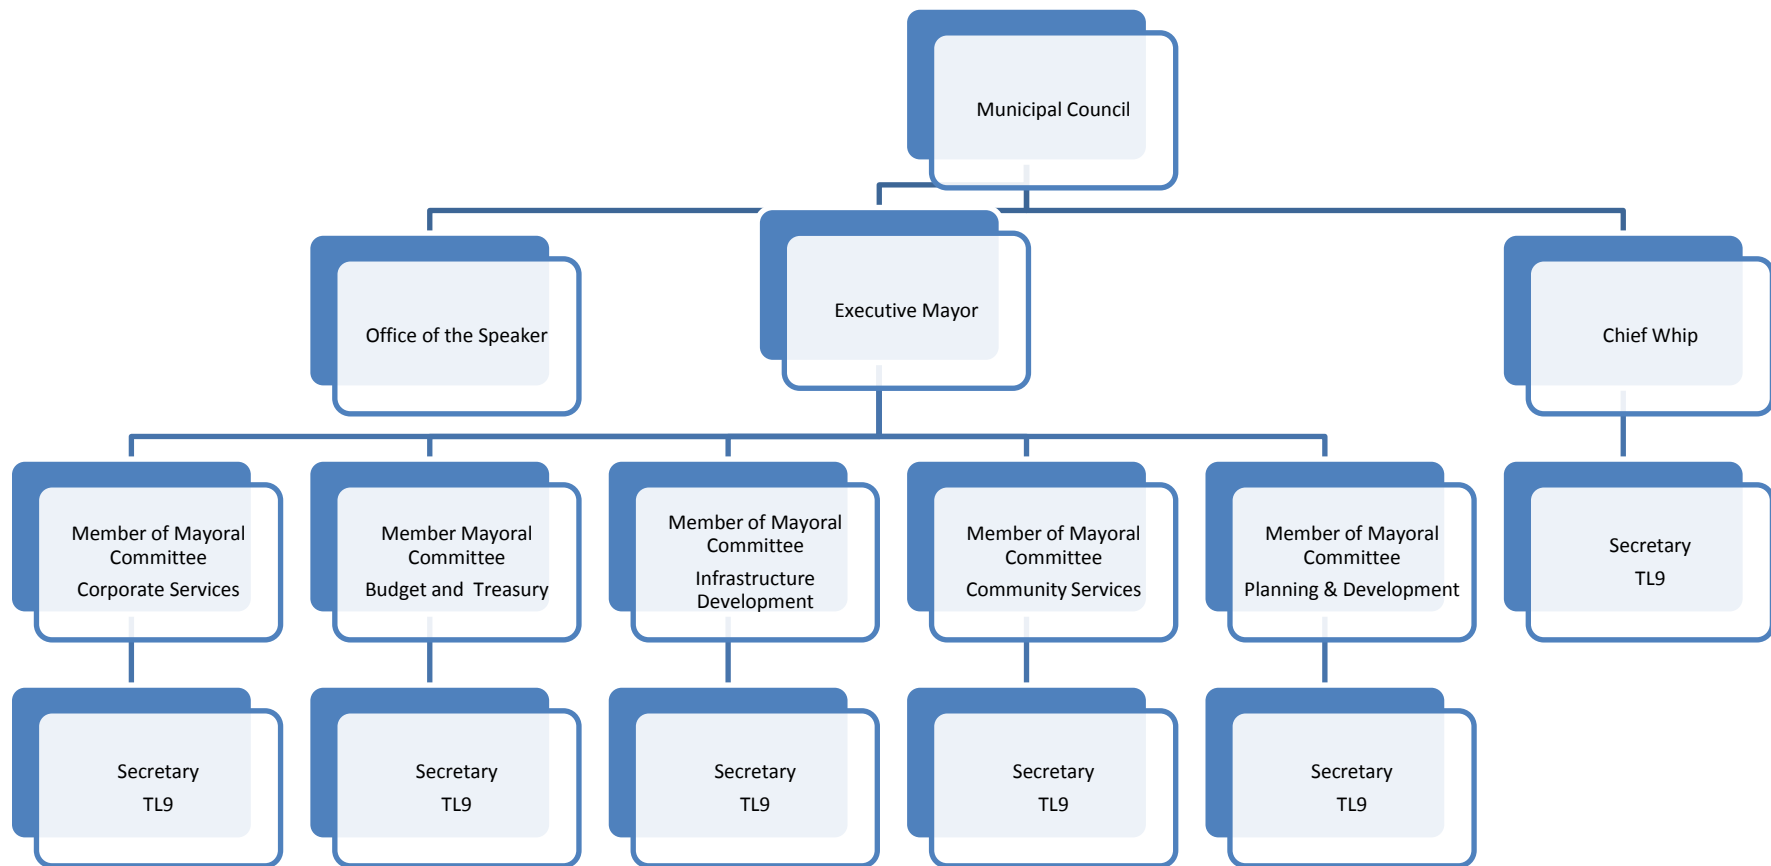 Municipal Council
Office of the Speaker
Executive Mayor
Chief Whip
Member of Mayoral
Committee
Corporate Services
Member Mayoral
Committee
Budget and Treasury
Member of Mayoral
Committee
Infrastructure
Development
Member of Mayoral
Committee
Community Services
Member of Mayoral
Committee
Planning & Development
Secretary
TL9
Secretary
TL9
Secretary
TL9
Secretary
TL9
Secretary
TL9
Secretary
TL9